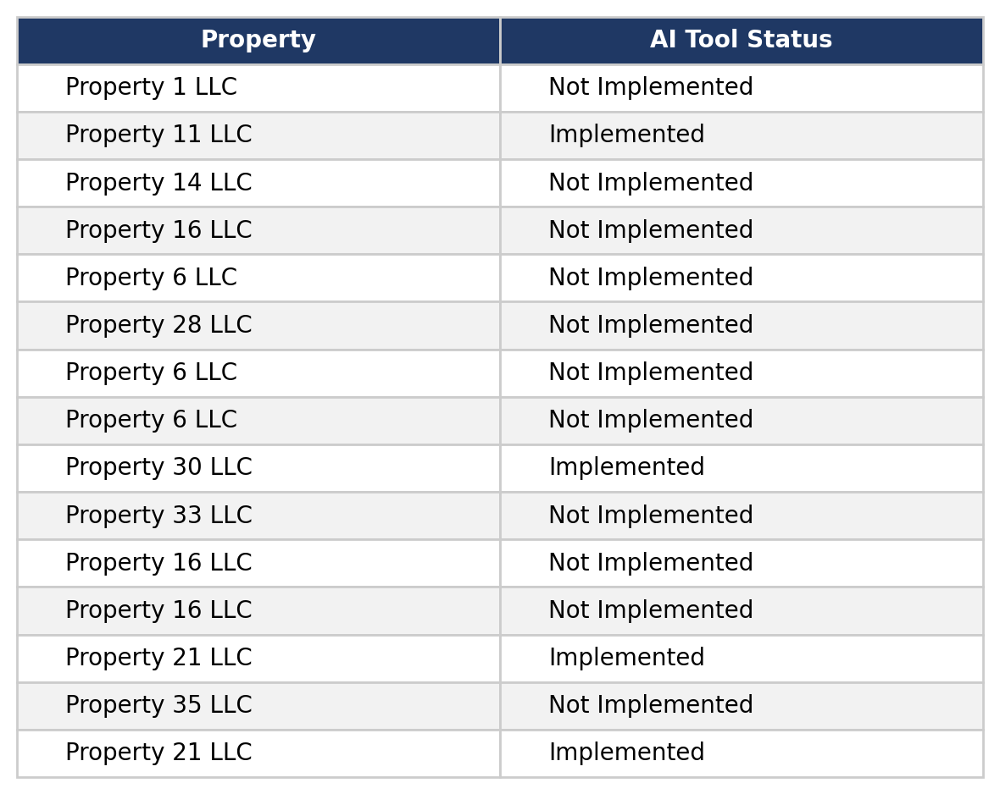 Property AI Tool Status
Property 1 LLC Not Implemented
Property 11 LLC Implemented
Property 14 LLC Not Implemented
Property 16 LLC Not Implemented
Property 6 LLC Not Implemented
Property 28 LLC Not Implemented
Property 6 LLC Not Implemented
Property 6 LLC Not Implemented
Property 30 LLC Implemented
Property 33 LLC Not Implemented
Property 16 LLC Not Implemented
Property 16 LLC Not Implemented
Property 21 LLC Implemented
Property 35 LLC Not Implemented
Property 21 LLC Implemented